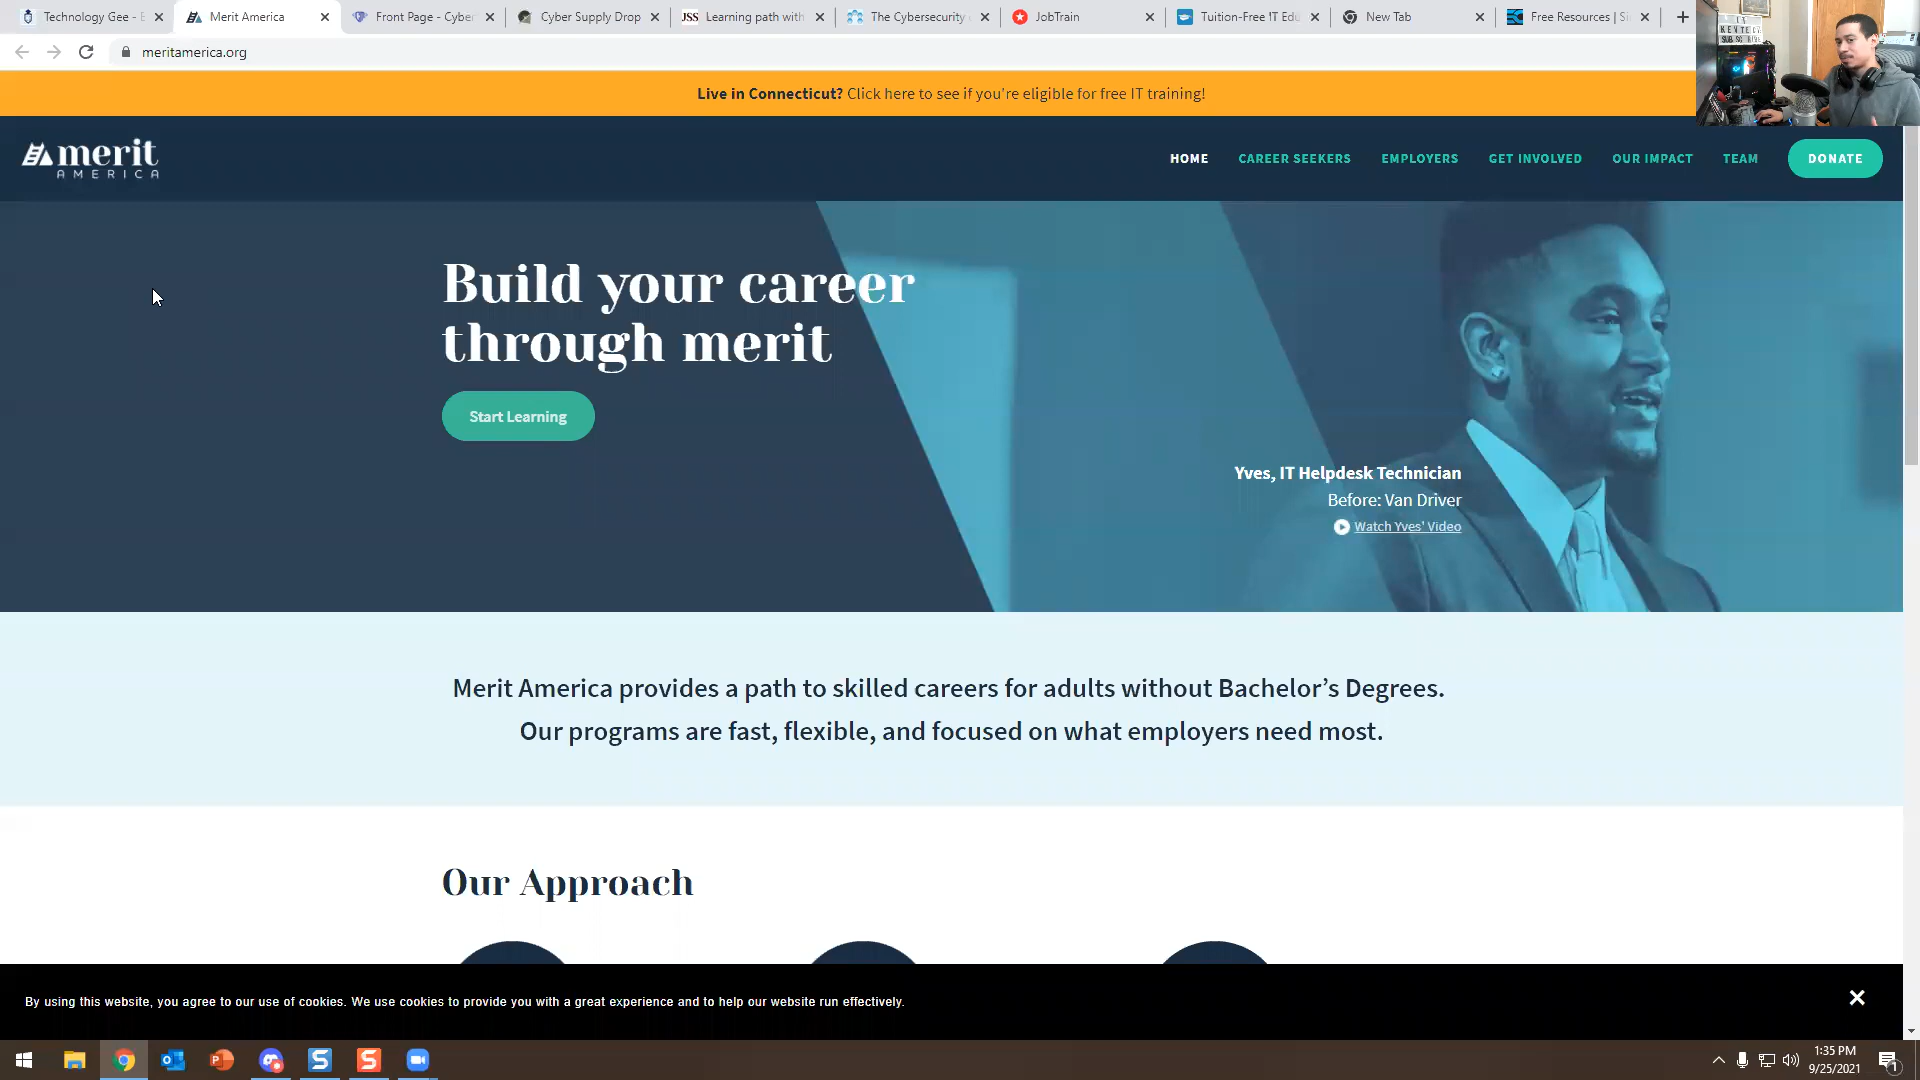 Technology Gee - E
Merit America
Front Page - Cyber
Cyber Supply Drop
JSS
Learning path with
The Cybersecurity
JobTrain
Tuition-Free IT Edu
New Tab
Free Resources | Si
meritamerica.org
Live in Connecticut? Click here to see if you're eligible for free IT training!
merit
AMERICA
HOME
CAREER SEEKERS
EMPLOYERS
GET INVOLVED
OUR IMPACT
TEAM
DONATE
Build your career
through merit
Start Learning
Yves, IT Helpdesk Technician
Before: Van Driver
Watch Yves' Video
Merit America provides a path to skilled careers for adults without Bachelor's Degrees.
Our programs are fast, flexible, and focused on what employers need most.
Our Approach
By using this website, you agree to our use of cookies. We use cookies to provide you with a great experience and to help our website run effectively.
1:35 PM
9/25/2021